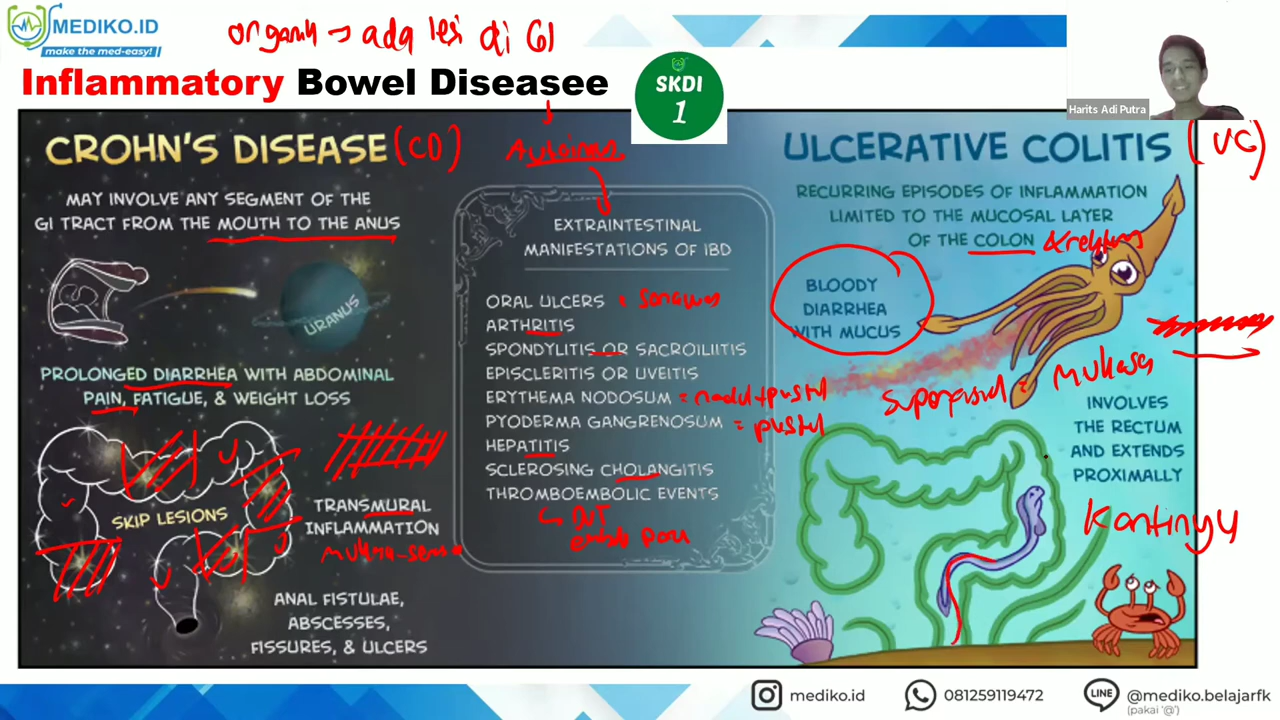 MEDIKO.ID
make the med-easy!
organik → ada lesi di GI
Inflammatory Bowel Diseasee
SKDI
1
Harits Adi Putra
CROHN'S DISEASE (CD)
MAY INVOLVE ANY SEGMENT OF THE
GI TRACT FROM THE MOUTH TO THE ANUS
URANUS
PROLONGED DIARRHEA WITH ABDOMINAL
PAIN, FATIGUE, & WEIGHT LOSS
SKIP LESIONS
TRANSMURAL
INFLAMMATION
ANAL FISTULAE,
ABSCESSES,
FISSURES, & ULCERS
Autoimun
EXTRAINTESTINAL
MANIFESTATIONS OF IBD
ORAL ULCERS = Sariawan
ARTHRITIS
SPONDYLITIS OR SACROILIITIS
EPISCLERITIS OR UVEITIS
ERYTHEMA NODOSUM = nodul + pustul
PYODERMA GANGRENOSUM = pustul
HEPATITIS
SCLEROSING CHOLANGITIS
THROMBOEMBOLIC EVENTS
DVT
emboli paru
ULCERATIVE COLITIS (UC)
RECURRING EPISODES OF INFLAMMATION
LIMITED TO THE MUCOSAL LAYER
OF THE COLON & rektum
BLOODY
DIARRHEA
WITH MUCUS
Superfisial = Mukosa
INVOLVES
THE RECTUM
AND EXTENDS
PROXIMALLY
Kontinyu
mediko.id
081259119472
LINE
@mediko.belajarfk
(pakai '@')